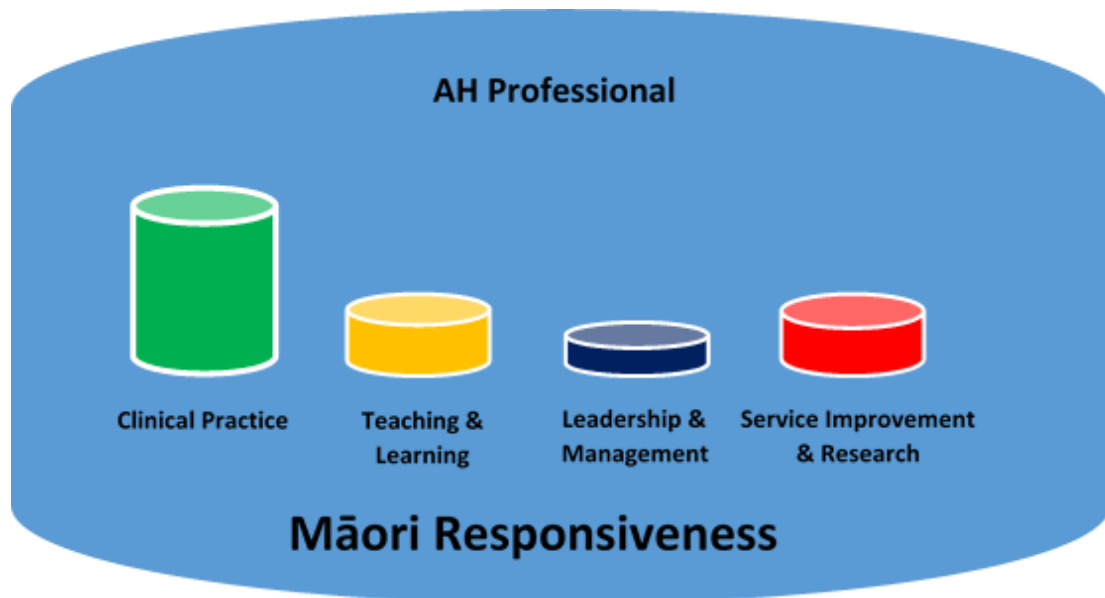 AH Professional
Clinical Practice
Teaching &
Learning
Leadership &
Management
Service Improvement
& Research
Māori Responsiveness